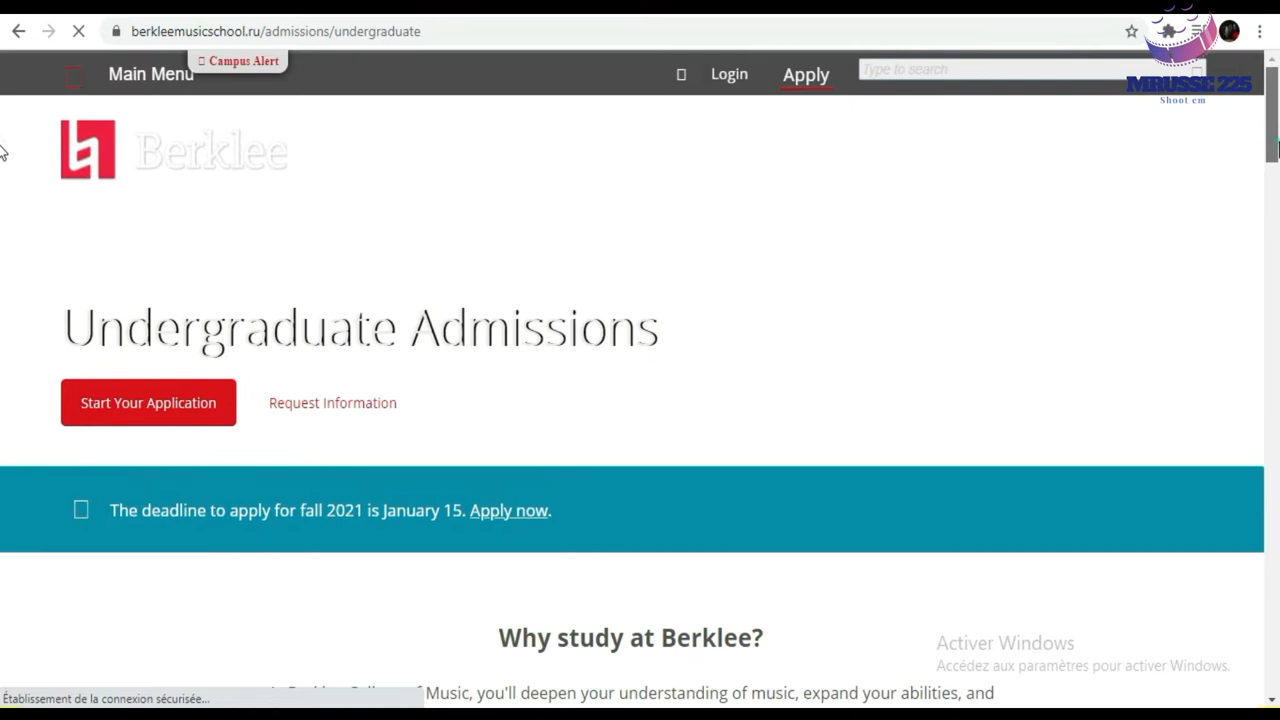 berkleemusicschool.ru/admissions/undergraduate
Campus Alert
Main Menu
Login
Apply
Type to search
MRUSSE 225
Shoot em
Berklee
Undergraduate Admissions
Start Your Application
Request Information
The deadline to apply for fall 2021 is January 15. Apply now.
Why study at Berklee?
Activer Windows
Accédez aux paramètres pour activer Windows.
Music, you'll deepen your understanding of music, expand your abilities, and
Établissement de la connexion sécurisée...